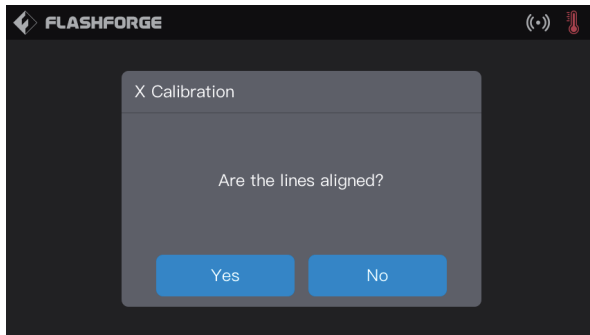 FLASHFORGE
X Calibration
Are the lines aligned?
Yes
No